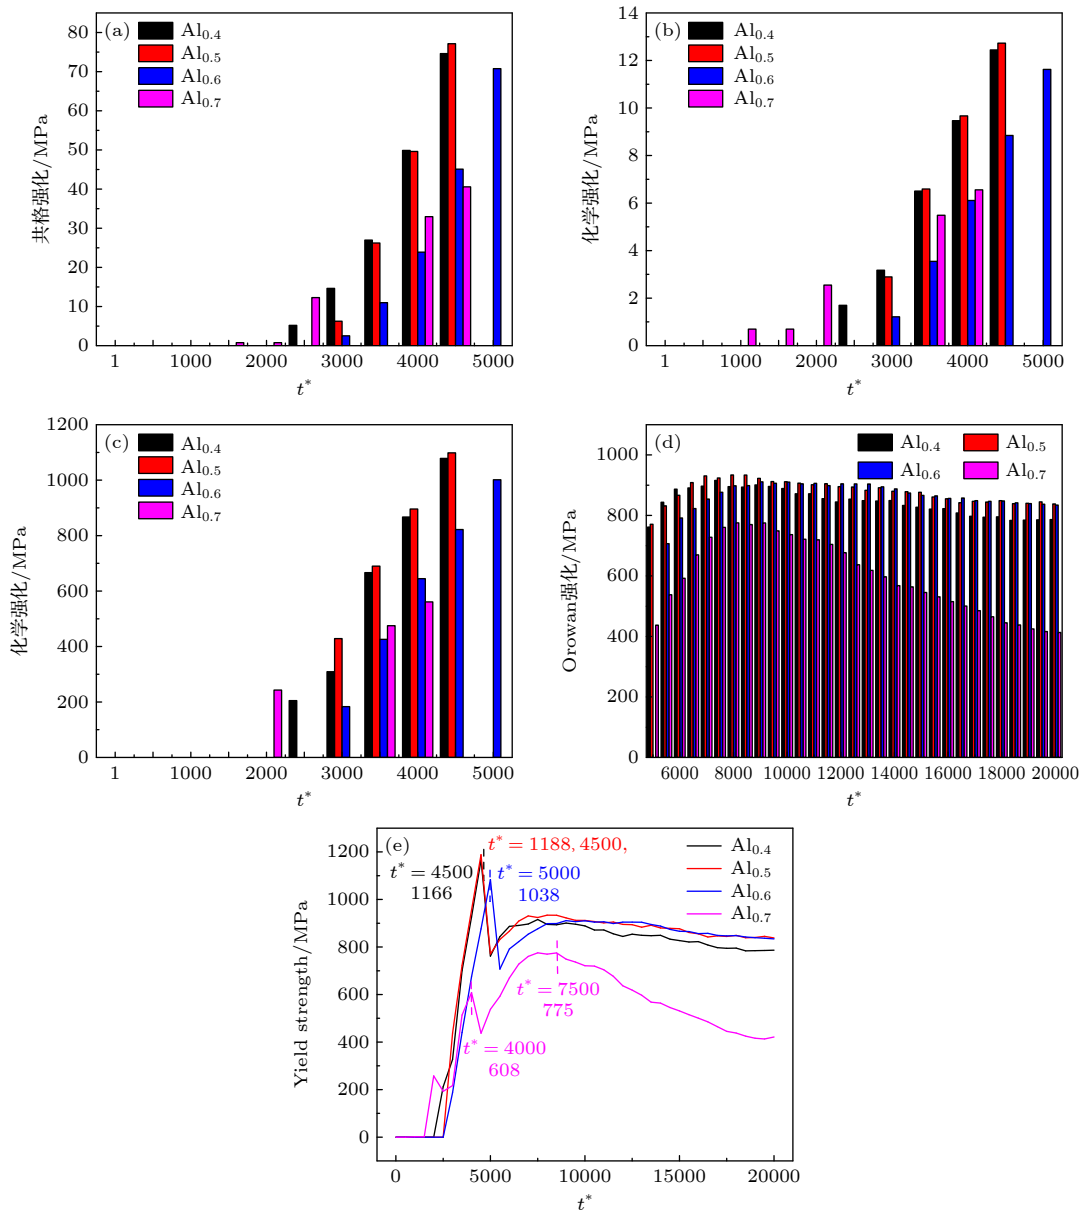 (a)
Al0.4
Al0.5
Al0.6
Al0.7
80
70
60
50
40
30
20
10
0
共格强化/MPa
1 1000 2000 3000 4000 5000
t*
(b)
Al0.4
Al0.5
Al0.6
Al0.7
14
12
10
8
6
4
2
0
化学强化/MPa
1 1000 2000 3000 4000 5000
t*
(c)
Al0.4
Al0.5
Al0.6
Al0.7
1200
1000
800
600
400
200
0
化学强化/MPa
1 1000 2000 3000 4000 5000
t*
(d)
Al0.4 Al0.5
Al0.6 Al0.7
1000
800
600
400
200
0
Orowan强化/MPa
6000 8000 10000 12000 14000 16000 18000 20000
t*
(e)
t* = 1188, 4500,
t* = 4500
1166
t* = 5000
1038
t* = 7500
775
t* = 4000
608
Al0.4
Al0.5
Al0.6
Al0.7
1200
1000
800
600
400
200
0
Yield strength/MPa
0 5000 10000 15000 20000
t*